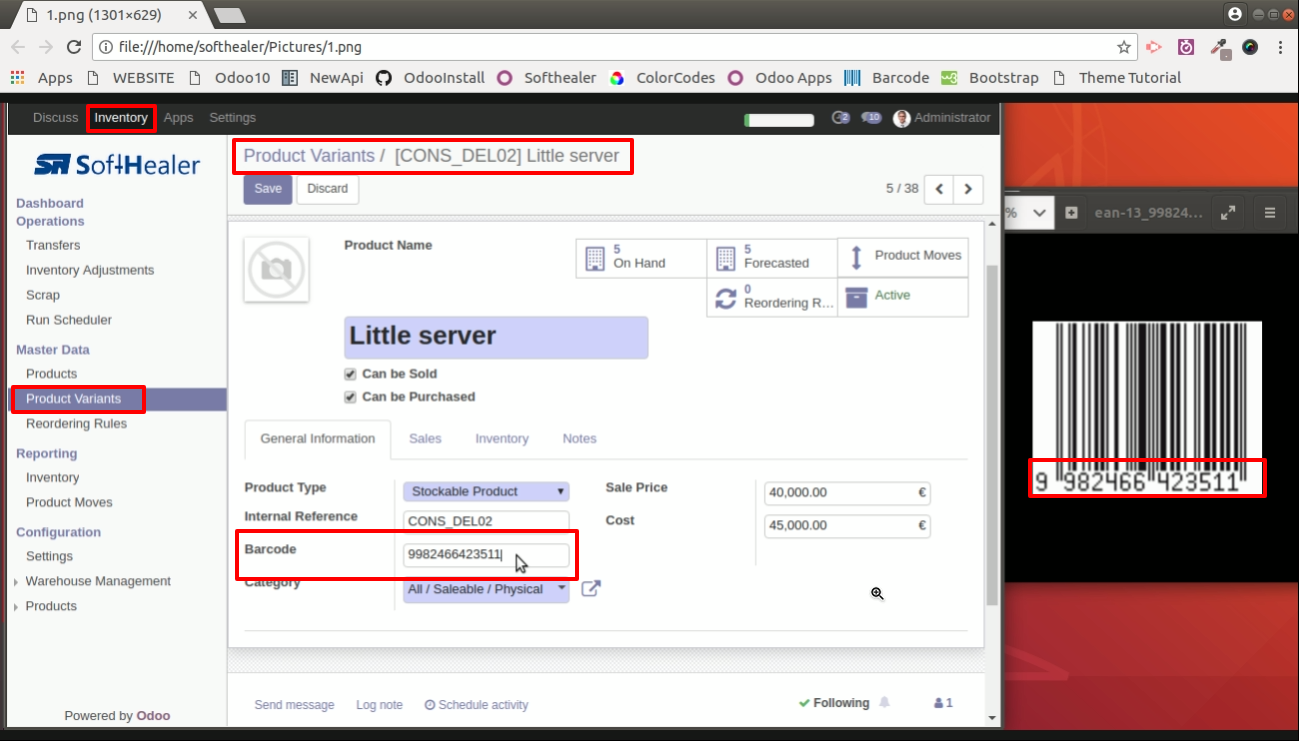 1.png (1301×629)
file:///home/softhealer/Pictures/1.png
Apps WEBSITE Odoo10 NewApi OdooInstall Softhealer ColorCodes Odoo Apps Barcode Bootstrap Theme Tutorial
Discuss Inventory Apps Settings 2 10 Administrator
SoftHealer
Dashboard
Operations
Transfers
Inventory Adjustments
Scrap
Run Scheduler
Master Data
Products
Product Variants
Reordering Rules
Reporting
Inventory
Product Moves
Configuration
Settings
Warehouse Management
Products
Powered by Odoo
Product Variants / [CONS_DEL02] Little server
Save Discard 5 / 38
Product Name
5
On Hand
5
Forecasted
Product Moves
0
Reordering R...
Active
Little server
Can be Sold
Can be Purchased
General Information Sales Inventory Notes
Product Type Stockable Product
Internal Reference CONS_DEL02
Barcode 9982466423511
Category All / Saleable / Physical
Sale Price 40,000.00 €
Cost 45,000.00 €
Send message Log note Schedule activity Following 1
% ean-13_99824...
9 982466 423511